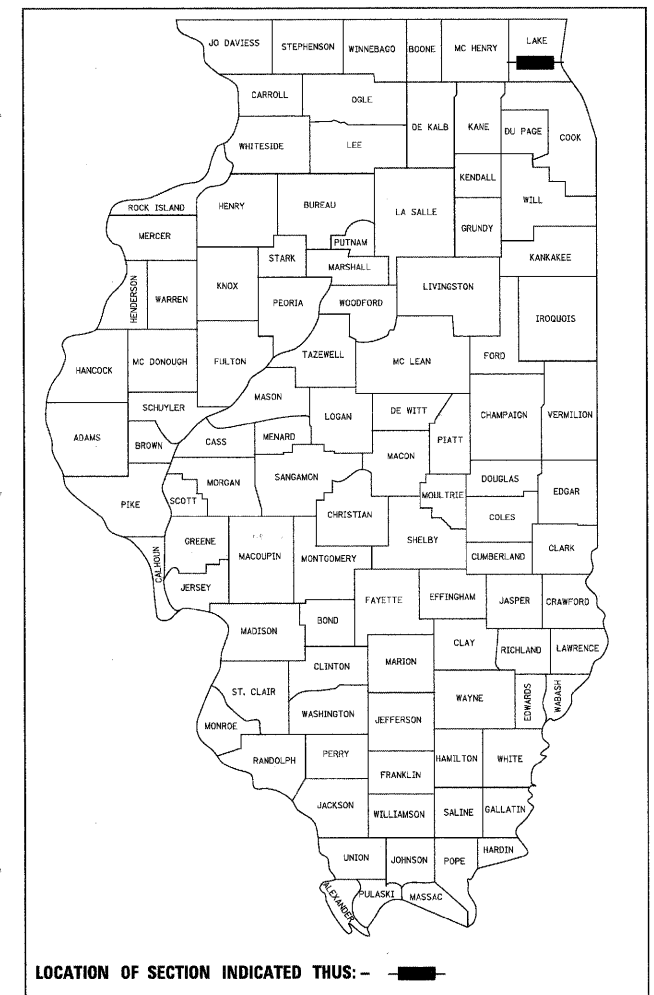 JO DAVIESS
STEPHENSON
WINNEBAGO
BOONE
MC HENRY
LAKE
CARROLL
OGLE
DE KALB
KANE
DU PAGE
COOK
WHITESIDE
LEE
KENDALL
WILL
ROCK ISLAND
HENRY
BUREAU
LA SALLE
GRUNDY
MERCER
PUTNAM
STARK
MARSHALL
KANKAKEE
HENDERSON
WARREN
KNOX
PEORIA
WOODFORD
LIVINGSTON
IROQUOIS
HANCOCK
MC DONOUGH
FULTON
TAZEWELL
MC LEAN
FORD
MASON
SCHUYLER
LOGAN
DE WITT
CHAMPAIGN
VERMILION
ADAMS
BROWN
CASS
MENARD
PIATT
MACON
MORGAN
SANGAMON
DOUGLAS
EDGAR
PIKE
SCOTT
MOULTRIE
CHRISTIAN
COLES
GREENE
MACOUPIN
MONTGOMERY
SHELBY
CUMBERLAND
CLARK
CALHOUN
JERSEY
FAYETTE
EFFINGHAM
JASPER
CRAWFORD
MADISON
BOND
CLAY
RICHLAND
LAWRENCE
CLINTON
MARION
ST. CLAIR
WAYNE
EDWARDS
WABASH
WASHINGTON
JEFFERSON
MONROE
RANDOLPH
PERRY
HAMILTON
WHITE
FRANKLIN
JACKSON
WILLIAMSON
SALINE
GALLATIN
UNION
JOHNSON
POPE
HARDIN
ALEXANDER
PULASKI
MASSAC
LOCATION OF SECTION INDICATED THUS: -